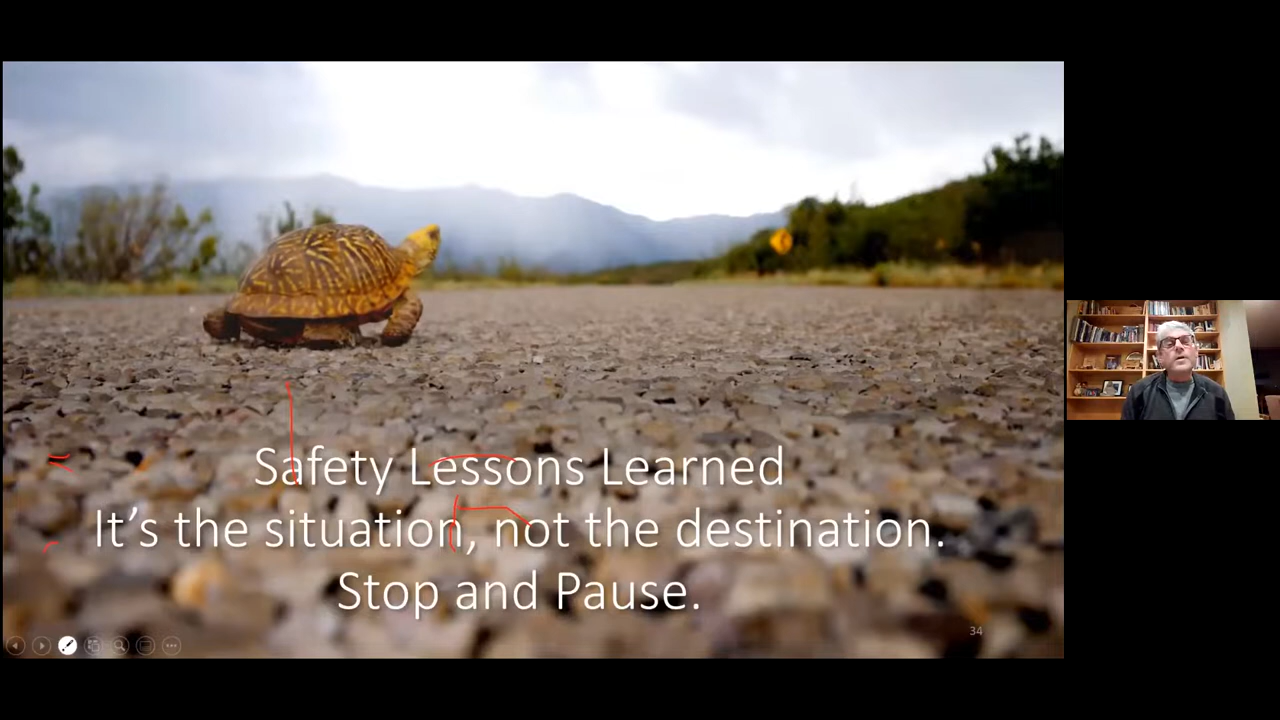 Safety Lessons Learned
It’s the situation, not the destination.
Stop and Pause.
34